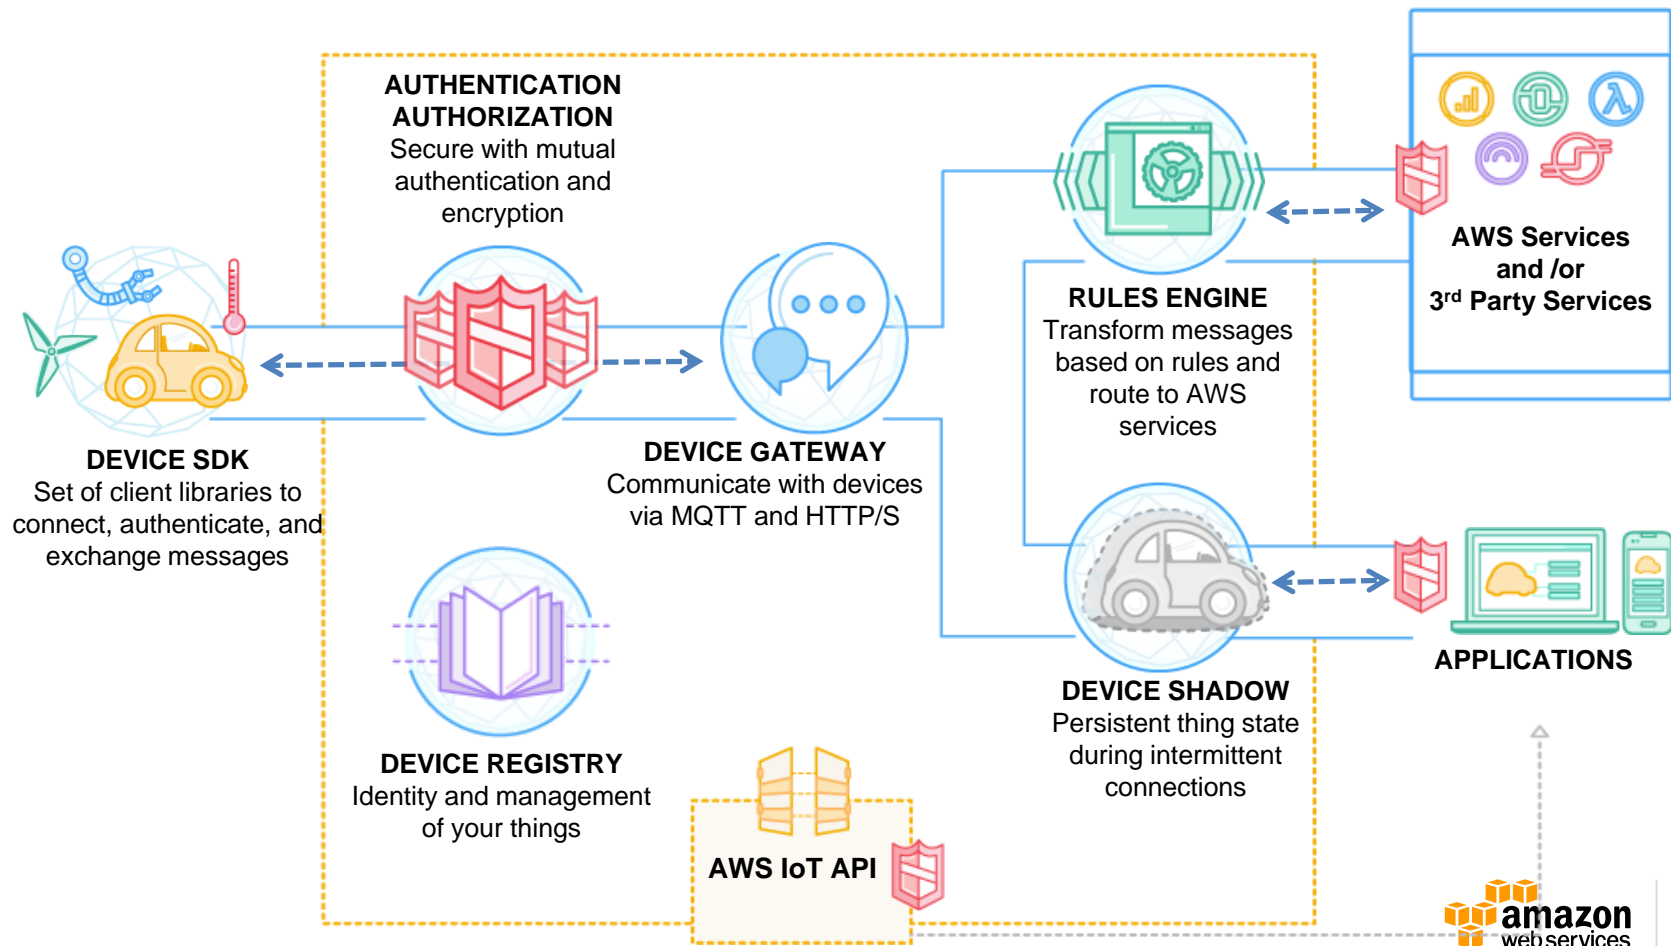 AUTHENTICATION
AUTHORIZATION
Secure with mutual
authentication and
encryption
DEVICE SDK
Set of client libraries to
connect, authenticate, and
exchange messages
DEVICE GATEWAY
Communicate with devices
via MQTT and HTTP/S
RULES ENGINE
Transform messages
based on rules and
route to AWS
services
AWS Services
and /or
3rd Party Services
DEVICE REGISTRY
Identity and management
of your things
DEVICE SHADOW
Persistent thing state
during intermittent
connections
APPLICATIONS
AWS IoT API
amazon
web services